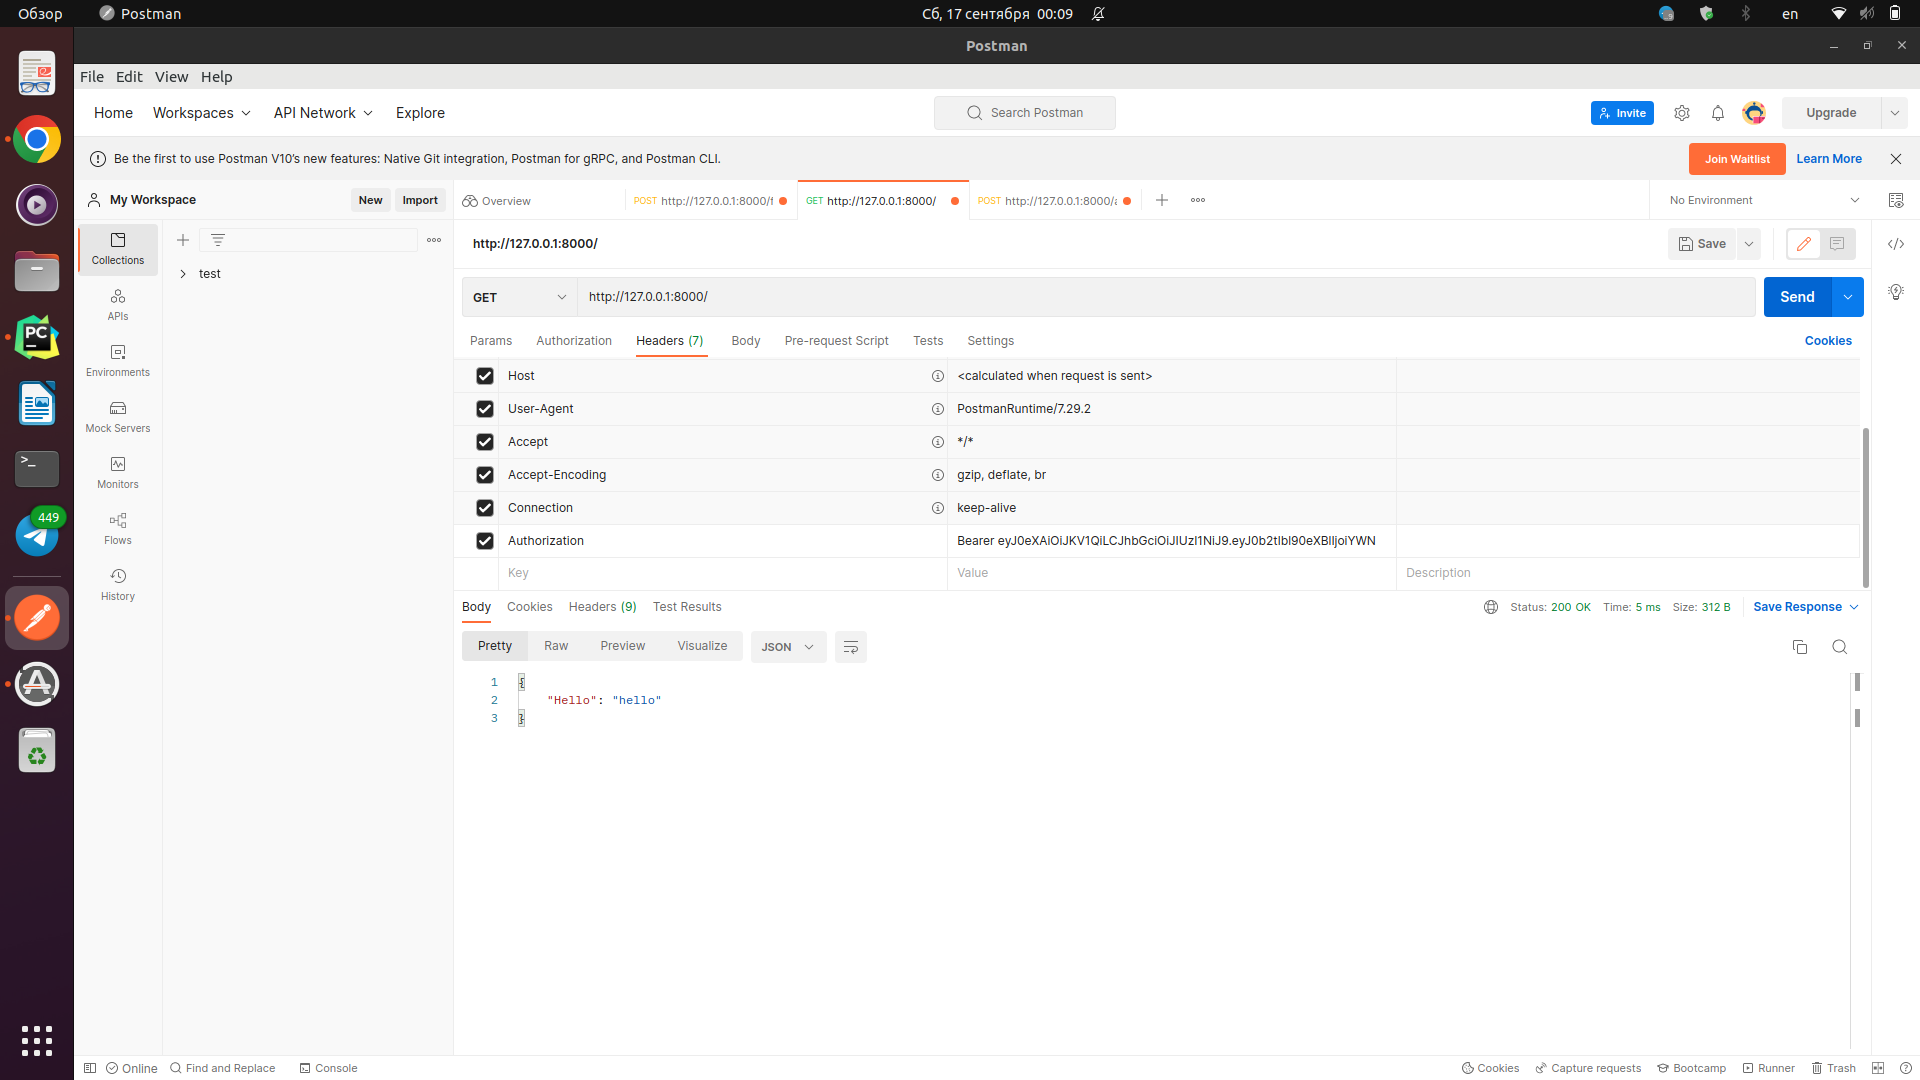 Обзор
Postman
Сб, 17 сентября 00:09
en
Postman
File Edit View Help
Home Workspaces API Network Explore
Search Postman
Invite
Upgrade
Be the first to use Postman V10's new features: Native Git integration, Postman for gRPC, and Postman CLI.
Join Waitlist
Learn More
My Workspace
New
Import
Overview
POST http://127.0.0.1:8000/
GET http://127.0.0.1:8000/
POST http://127.0.0.1:8000/
No Environment
Collections
APIs
Environments
Mock Servers
Monitors
Flows
History
test
http://127.0.0.1:8000/
Save
GET
http://127.0.0.1:8000/
Send
Params Authorization Headers (7) Body Pre-request Script Tests Settings
Cookies
Host <calculated when request is sent>
User-Agent PostmanRuntime/7.29.2
Accept */*
Accept-Encoding gzip, deflate, br
Connection keep-alive
Authorization Bearer
Key Value Description
Body Cookies Headers (9) Test Results
Status: 200 OK Time: 5 ms Size: 312 B
Save Response
Pretty Raw Preview Visualize
JSON
1 {
2 "Hello": "hello"
3 }
PC
>_
449
Online
Find and Replace
Console
Cookies
Capture requests
Bootcamp
Runner
Trash